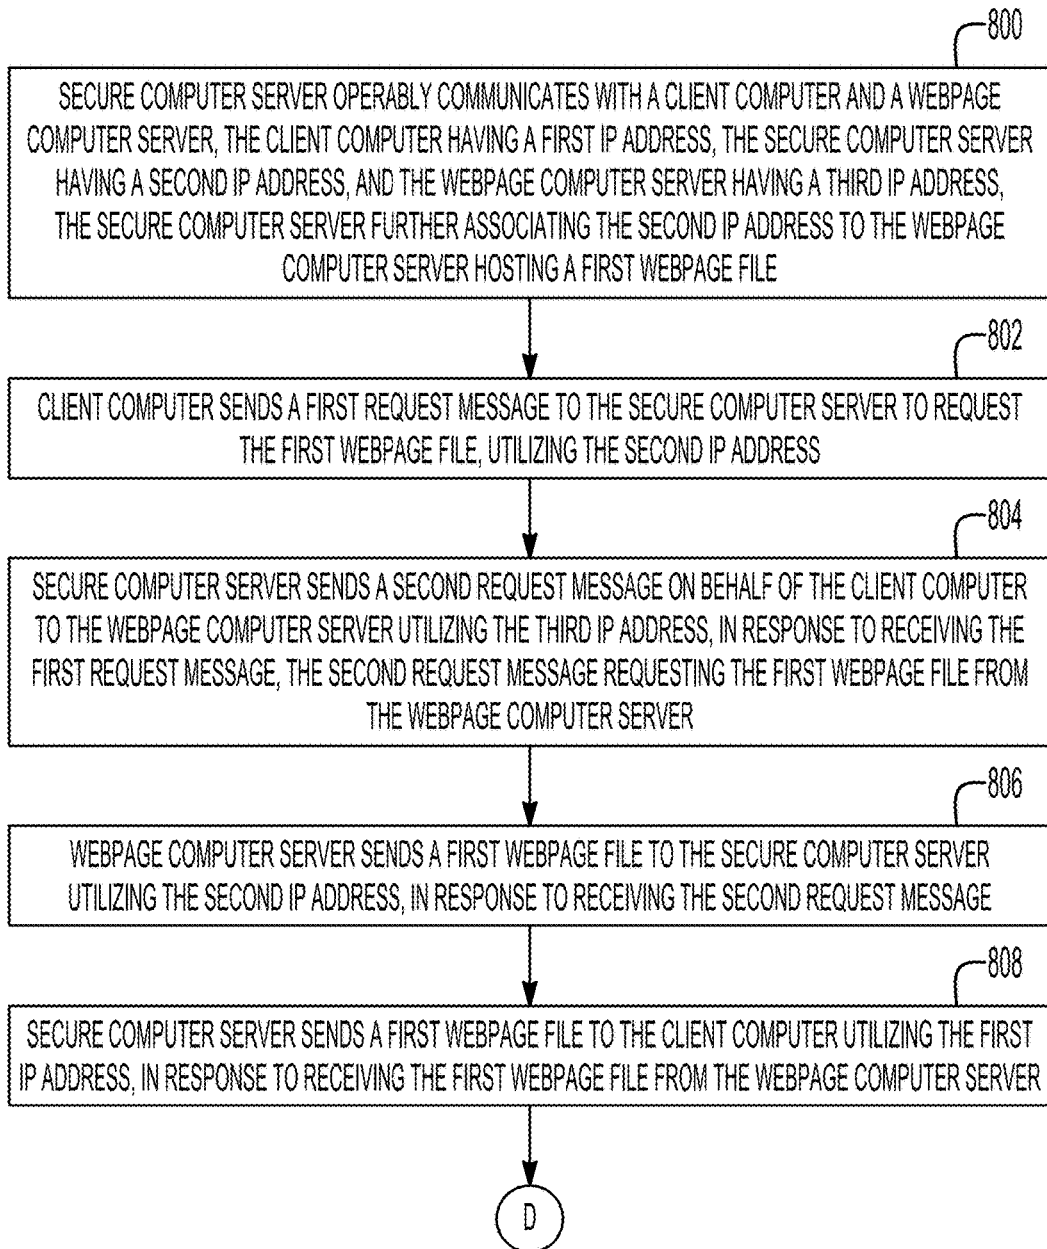 800
SECURE COMPUTER SERVER OPERABLY COMMUNICATES WITH A CLIENT COMPUTER AND A WEBPAGE
COMPUTER SERVER, THE CLIENT COMPUTER HAVING A FIRST IP ADDRESS, THE SECURE COMPUTER SERVER
HAVING A SECOND IP ADDRESS, AND THE WEBPAGE COMPUTER SERVER HAVING A THIRD IP ADDRESS,
THE SECURE COMPUTER SERVER FURTHER ASSOCIATING THE SECOND IP ADDRESS TO THE WEBPAGE
COMPUTER SERVER HOSTING A FIRST WEBPAGE FILE
802
CLIENT COMPUTER SENDS A FIRST REQUEST MESSAGE TO THE SECURE COMPUTER SERVER TO REQUEST
THE FIRST WEBPAGE FILE, UTILIZING THE SECOND IP ADDRESS
804
SECURE COMPUTER SERVER SENDS A SECOND REQUEST MESSAGE ON BEHALF OF THE CLIENT COMPUTER
TO THE WEBPAGE COMPUTER SERVER UTILIZING THE THIRD IP ADDRESS, IN RESPONSE TO RECEIVING THE
FIRST REQUEST MESSAGE, THE SECOND REQUEST MESSAGE REQUESTING THE FIRST WEBPAGE FILE FROM
THE WEBPAGE COMPUTER SERVER
806
WEBPAGE COMPUTER SERVER SENDS A FIRST WEBPAGE FILE TO THE SECURE COMPUTER SERVER
UTILIZING THE SECOND IP ADDRESS, IN RESPONSE TO RECEIVING THE SECOND REQUEST MESSAGE
808
SECURE COMPUTER SERVER SENDS A FIRST WEBPAGE FILE TO THE CLIENT COMPUTER UTILIZING THE FIRST
IP ADDRESS, IN RESPONSE TO RECEIVING THE FIRST WEBPAGE FILE FROM THE WEBPAGE COMPUTER SERVER
D